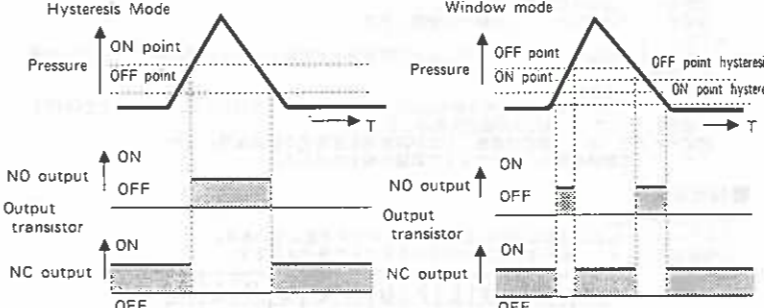 Hysteresis Mode
Pressure
ON point
OFF point
T
NO output
ON
OFF
Output
transistor
NC output
ON
OFF
Window mode
Pressure
OFF point
ON point
OFF point hysteresi
ON point hystere
T
NO output
ON
OFF
Output
transistor
NC output
ON
OFF